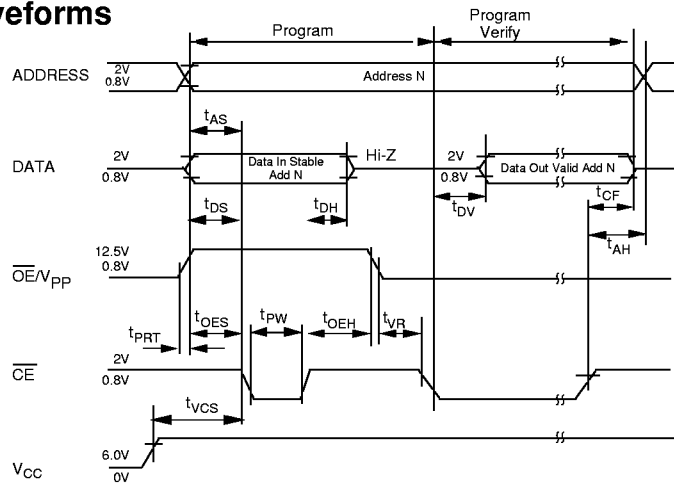 veforms
Program
Program
Verify
ADDRESS
2V
0.8V
Address N
tAS
DATA
2V
0.8V
Data In Stable
Add N
Hi-Z
2V
0.8V
Data Out Valid Add N
tDS
tDH
tDV
tCF
tAH
OE/VPP
12.5V
0.8V
tPRT
tOES
tPW
tOEH
tVR
CE
2V
0.8V
tVCS
VCC
6.0V
0V